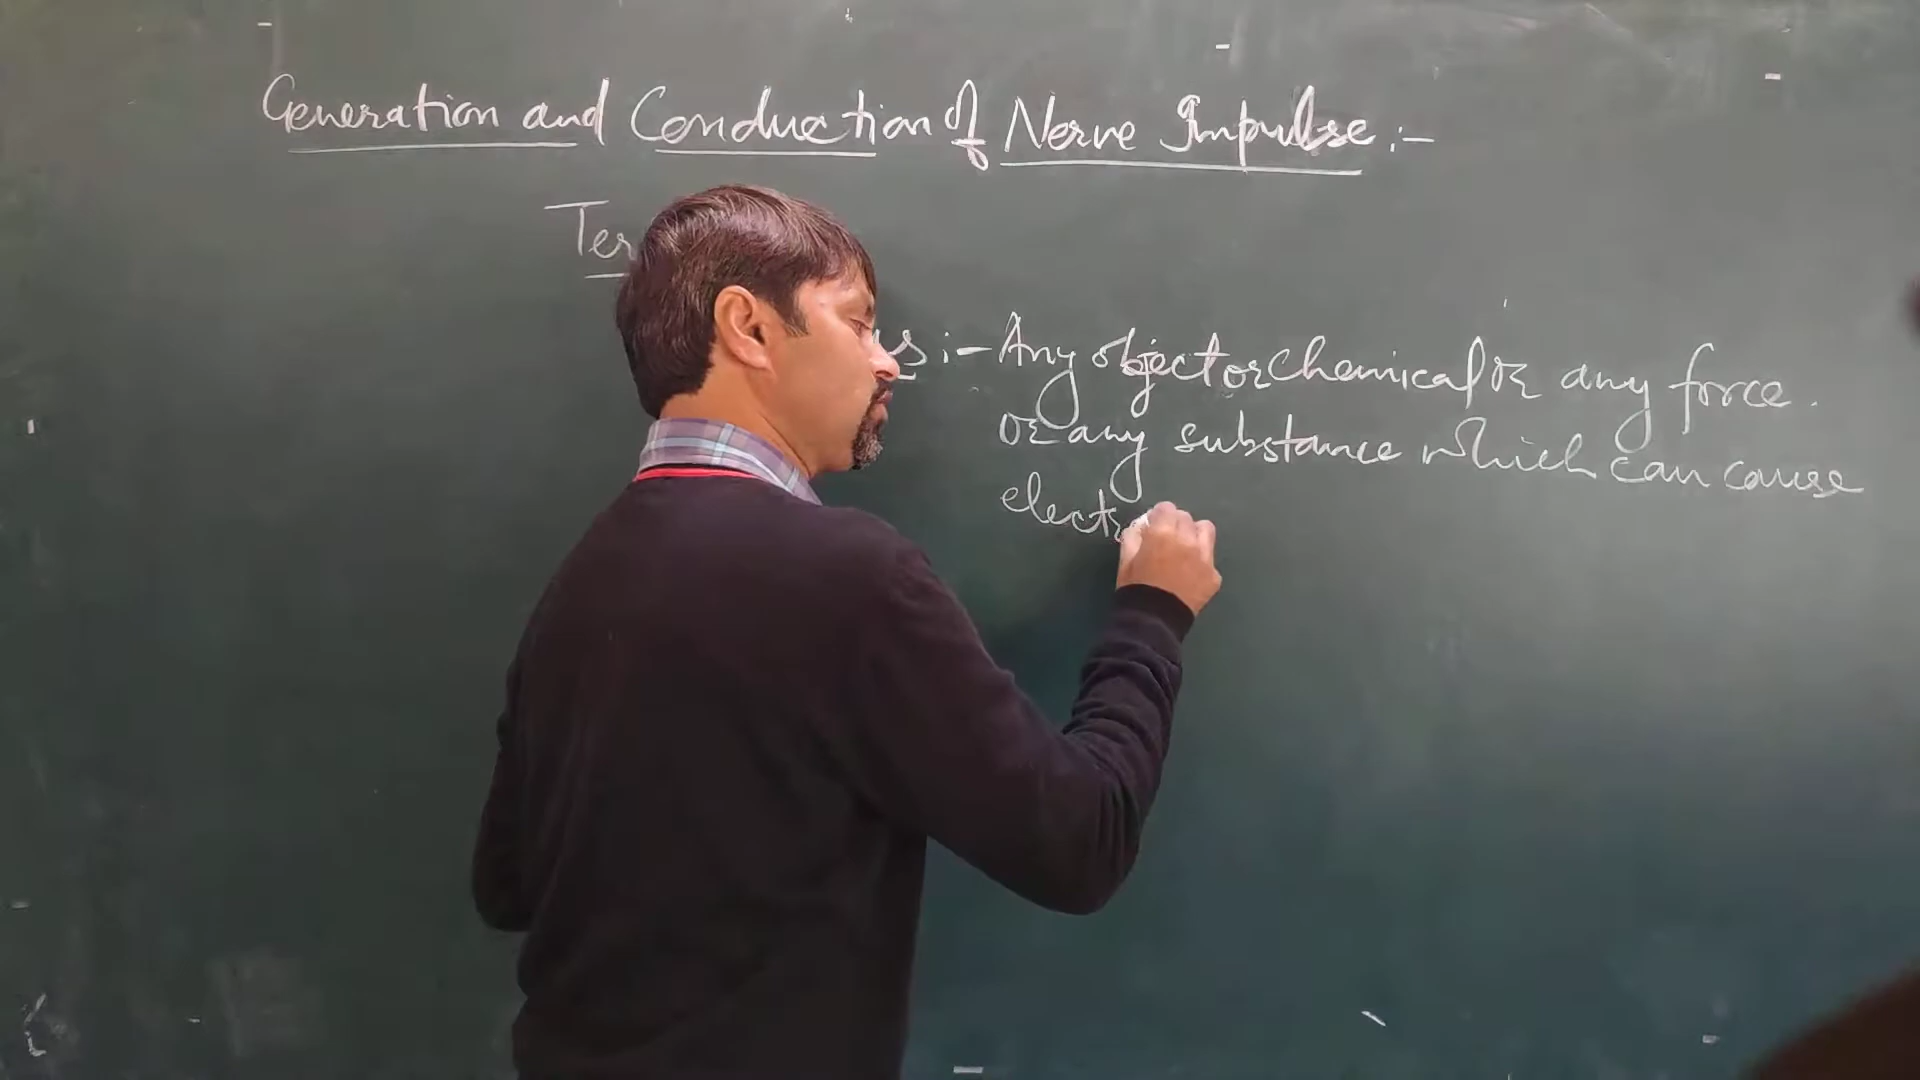 Generation and Conduction of Nerve Impulse :-
Ter
s :- Any object or chemical or any force.
or any substance which can cause
electr